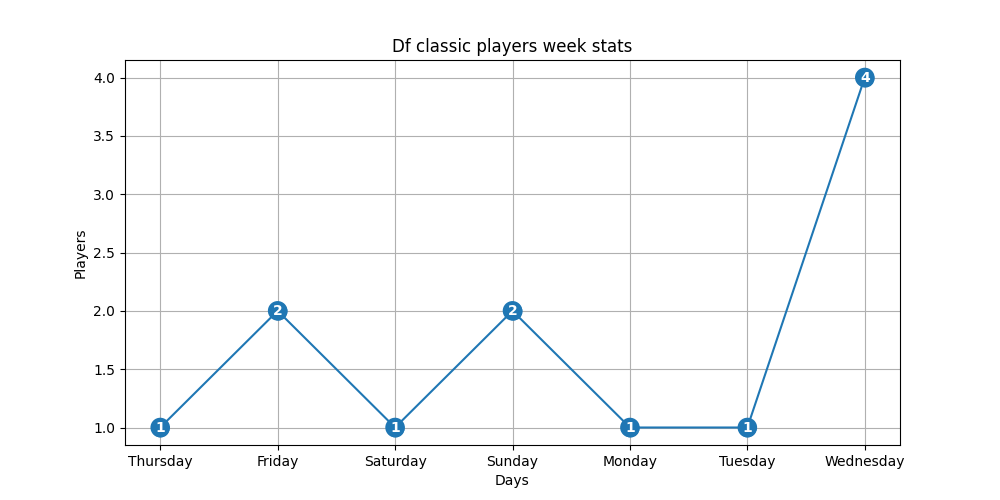 Df classic players week stats
4.0
3.5
3.0
2.5
2.0
1.5
1.0
Players
1
2
1
2
1
1
4
Thursday
Friday
Saturday
Sunday
Monday
Tuesday
Wednesday
Days